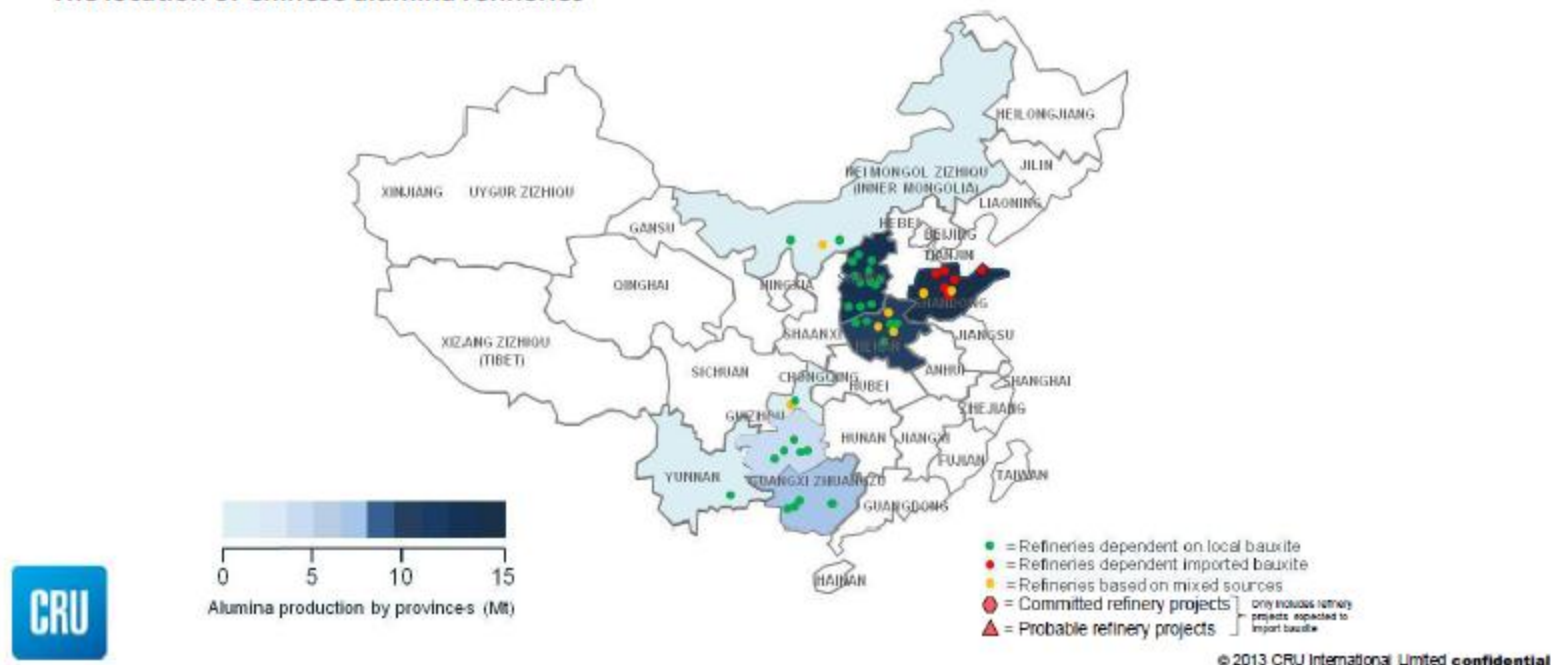 HEILONGJIANG
NEI MONGOL ZIZHIQU
(INNER MONGOLIA)
JILIN
LIAONING
XINJIANG UYGUR ZIZHIQU
GANSU
HEBEI
BEIJING
TIANJIN
QINGHAI
NINGXIA
SHANDONG
XIZANG ZIZHIQU
(TIBET)
SHAANXI
JIANGSU
SICHUAN
CHONGQING
HUBEI
ANHUI
SHANGHAI
ZHEJIANG
GUIZHOU
HUNAN
JIANGXI
FUJIAN
TAIWAN
YUNNAN
GUANGXI ZHUANGZU
GUANGDONG
HAINAN
0 5 10 15
Alumina production by provinces (Mt)
CRU
= Refineries dependent on local bauxite
= Refineries dependent imported bauxite
= Refineries based on mixed sources
= Committed refinery projects
= Probable refinery projects
Only includes refinery
projects expected to
import bauxite
© 2013 CRU International Limited confidential